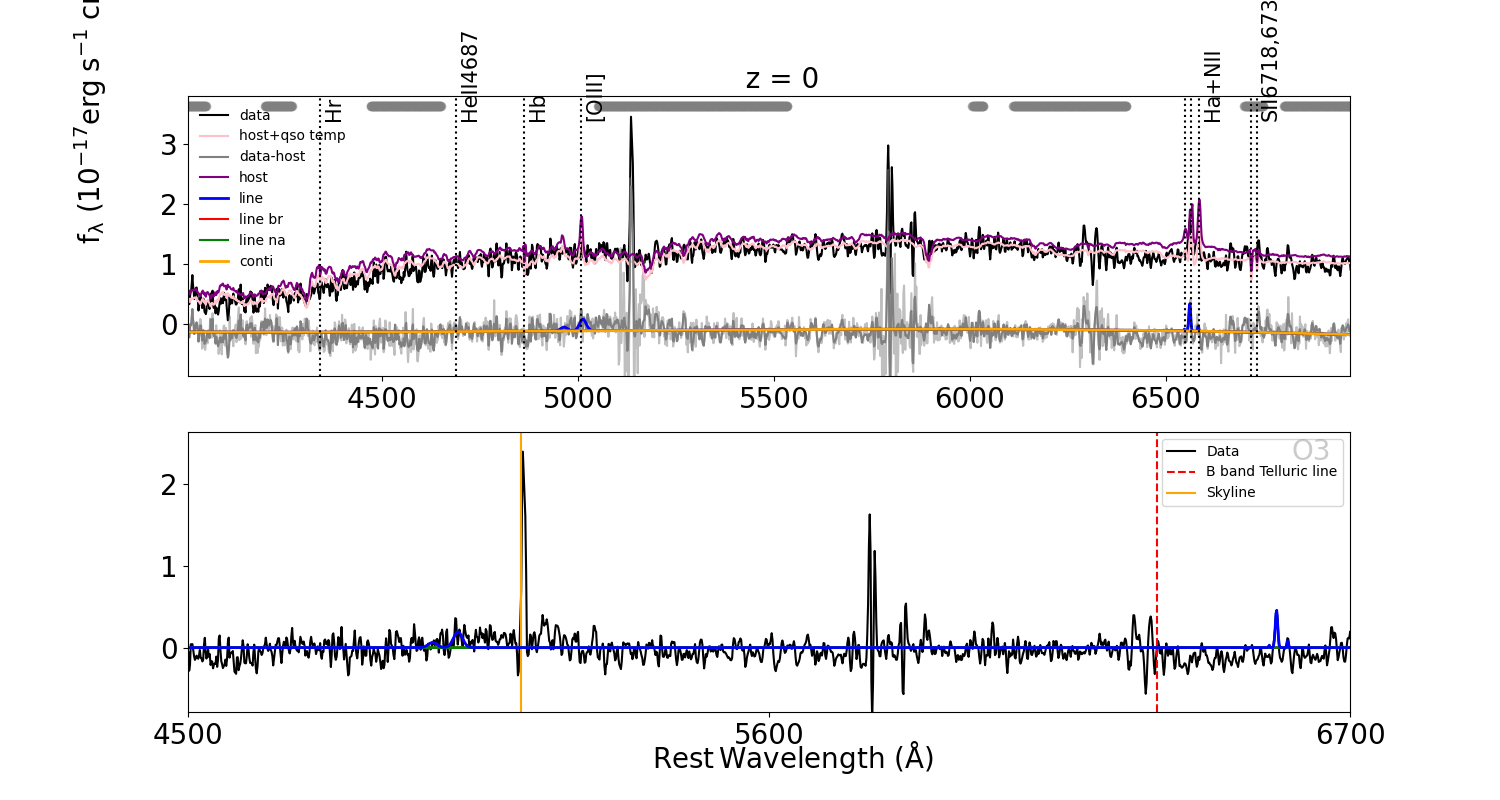 z = 0
f_λ (10^{-17} erg s^{-1}
Hr
HeII4687
Hb
[OIII]
Ha+NII
SII6718,673
data
host+qso temp
data-host
host
line
line br
line na
conti
3
2
1
0
4500 5000 5500 6000 6500
O3
Data
B band Telluric line
Skyline
2
1
0
4500 5600 6700
Rest Wavelength (Å)